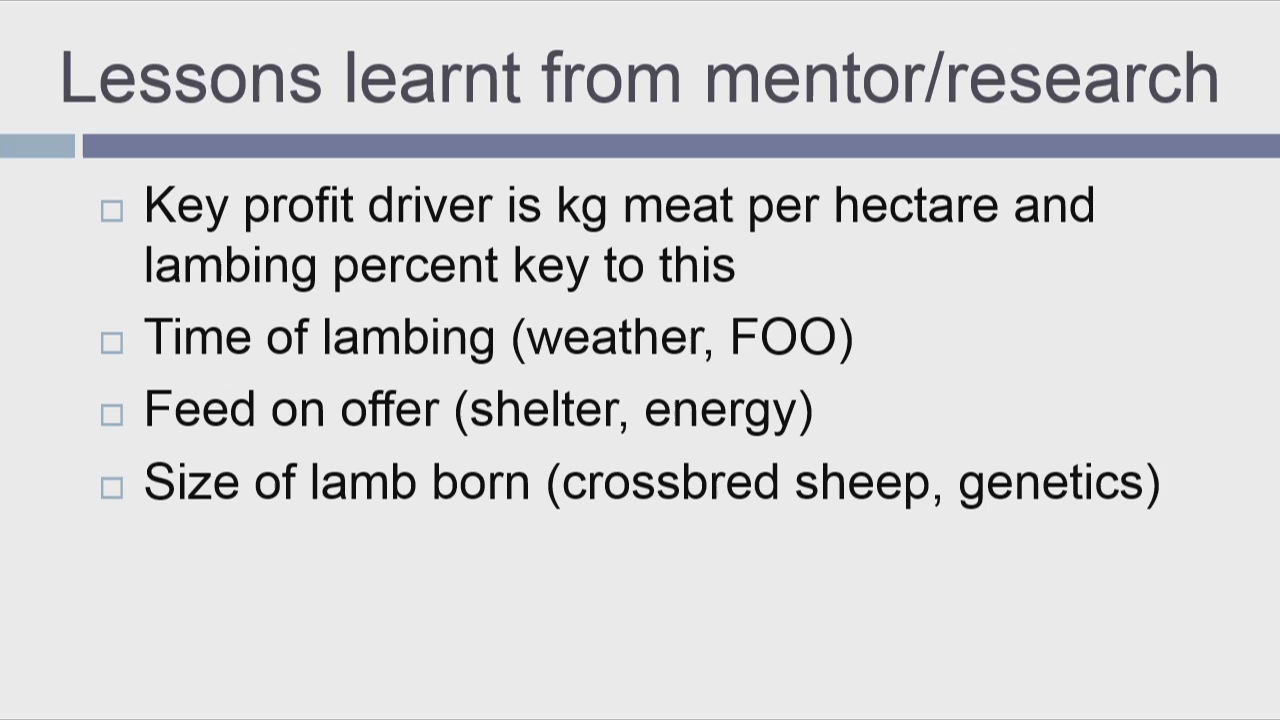 Lessons learnt from mentor/research
Key profit driver is kg meat per hectare and
lambing percent key to this
Time of lambing (weather, FOO)
Feed on offer (shelter, energy)
Size of lamb born (crossbred sheep, genetics)